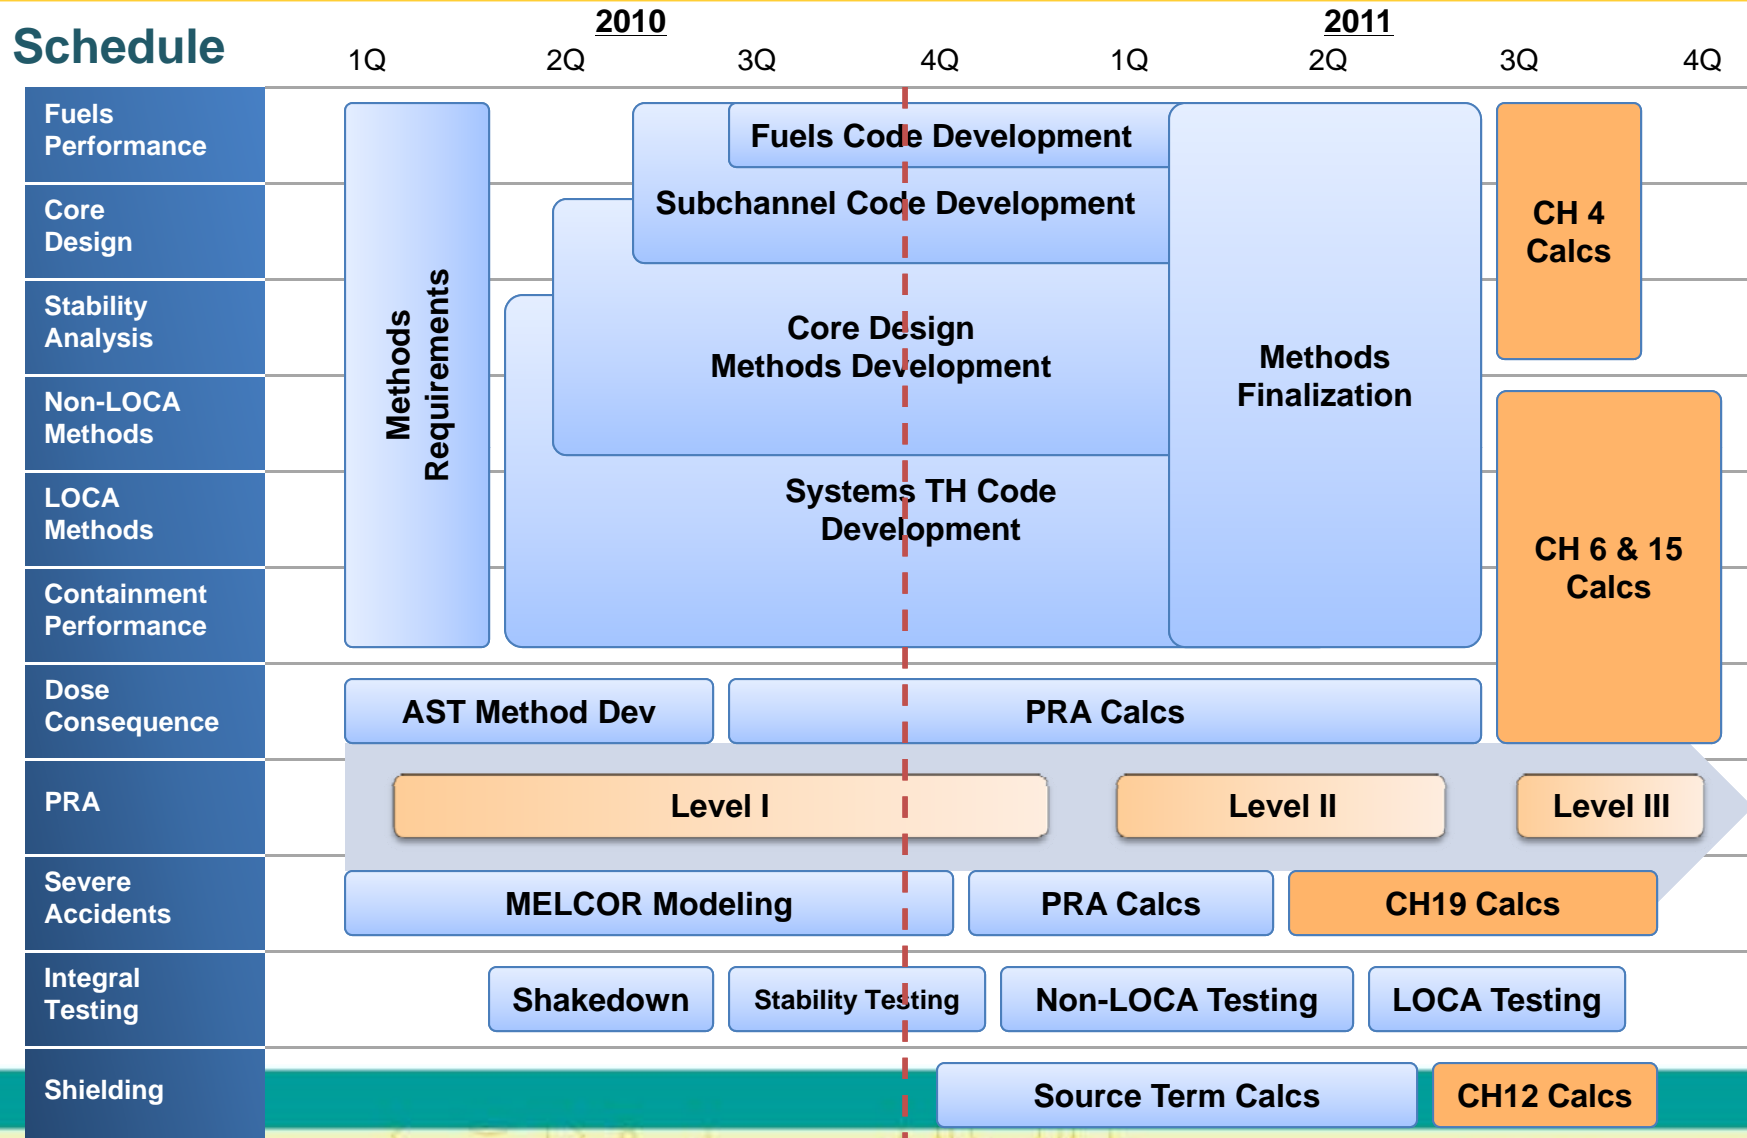 Schedule
2010
2011
1Q 2Q 3Q 4Q 1Q 2Q 3Q 4Q
Fuels
Performance
Core
Design
Stability
Analysis
Non-LOCA
Methods
LOCA
Methods
Containment
Performance
Dose
Consequence
PRA
Severe
Accidents
Integral
Testing
Shielding
Methods
Requirements
Fuels Code Development
Subchannel Code Development
Core Design
Methods Development
Systems TH Code
Development
Methods
Finalization
CH 4
Calcs
CH 6 & 15
Calcs
AST Method Dev
PRA Calcs
Level I
Level II
Level III
MELCOR Modeling
PRA Calcs
CH19 Calcs
Shakedown
Stability Testing
Non-LOCA Testing
LOCA Testing
Source Term Calcs
CH12 Calcs